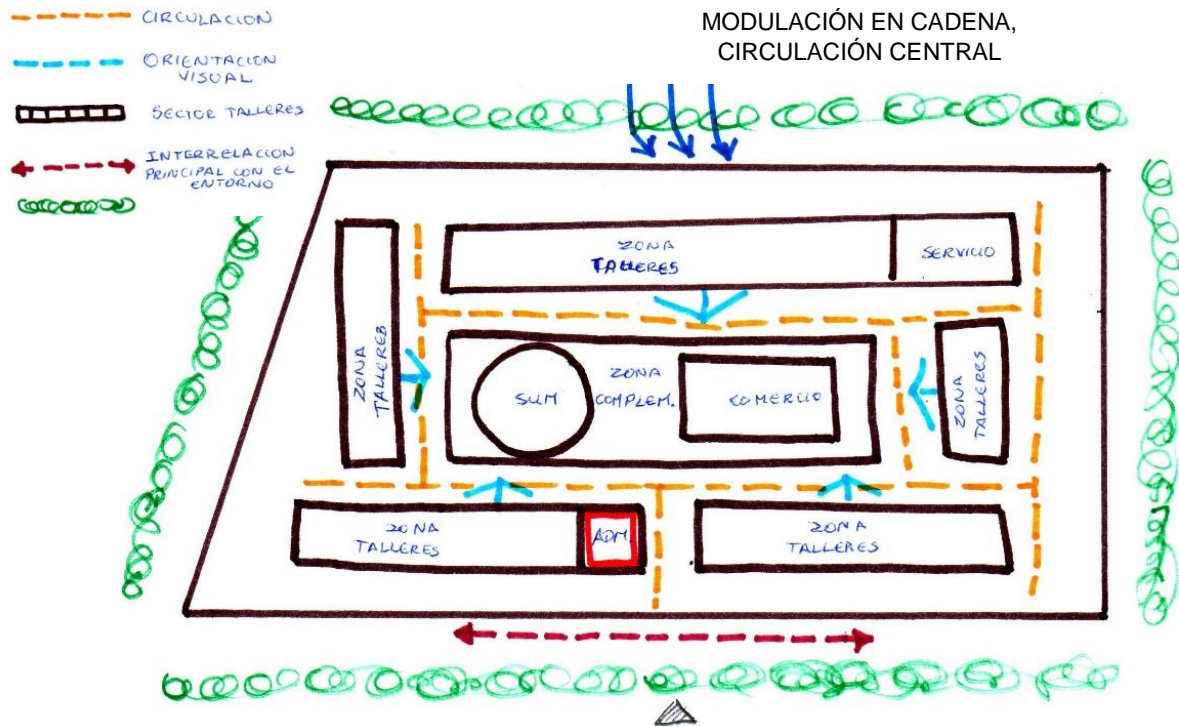 MODULACIÓN EN CADENA,
CIRCULACIÓN CENTRAL
CIRCULACION
ORIENTACION
VISUAL
SECTOR TALLERES
INTERRELACION
PRINCIPAL CON EL
ENTORNO
ZONA
TALLERES
SERVICIO
ZONA
TALLERES
SUM
ZONA
COMPLEM.
COMERCIO
ZONA
TALLERES
ZONA
TALLERES
ADM.
ZONA
TALLERES